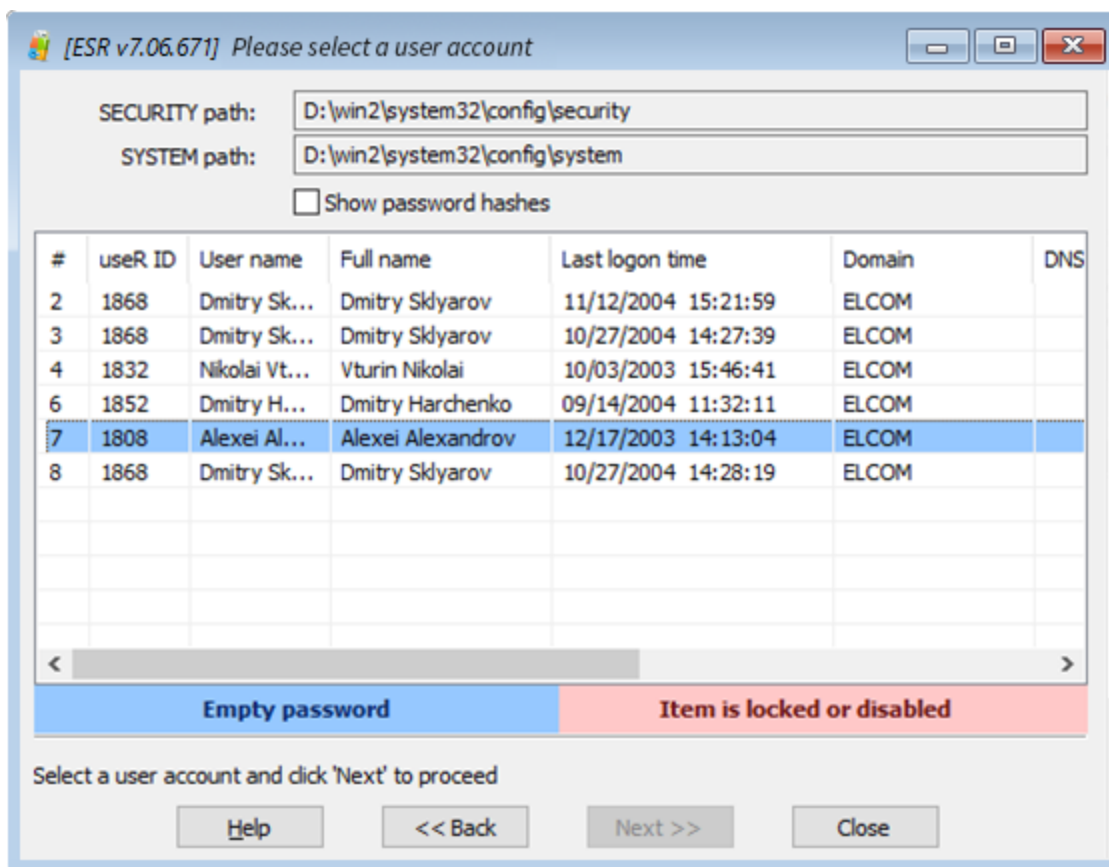 [ESR v7.06.671] Please select a user account
SECURITY path: D:\win2\system32\config\security
SYSTEM path: D:\win2\system32\config\system
Show password hashes
# useR ID User name Full name Last logon time Domain DNS
2 1868 Dmitry Sk... Dmitry Sklyarov 11/12/2004 15:21:59 ELCOM
3 1868 Dmitry Sk... Dmitry Sklyarov 10/27/2004 14:27:39 ELCOM
4 1832 Nikolai Vt... Vturin Nikolai 10/03/2003 15:46:41 ELCOM
6 1852 Dmitry H... Dmitry Harchenko 09/14/2004 11:32:11 ELCOM
7 1808 Alexei Al... Alexei Alexandrov 12/17/2003 14:13:04 ELCOM
8 1868 Dmitry Sk... Dmitry Sklyarov 10/27/2004 14:28:19 ELCOM
Empty password Item is locked or disabled
Select a user account and click 'Next' to proceed
Help << Back Next >> Close